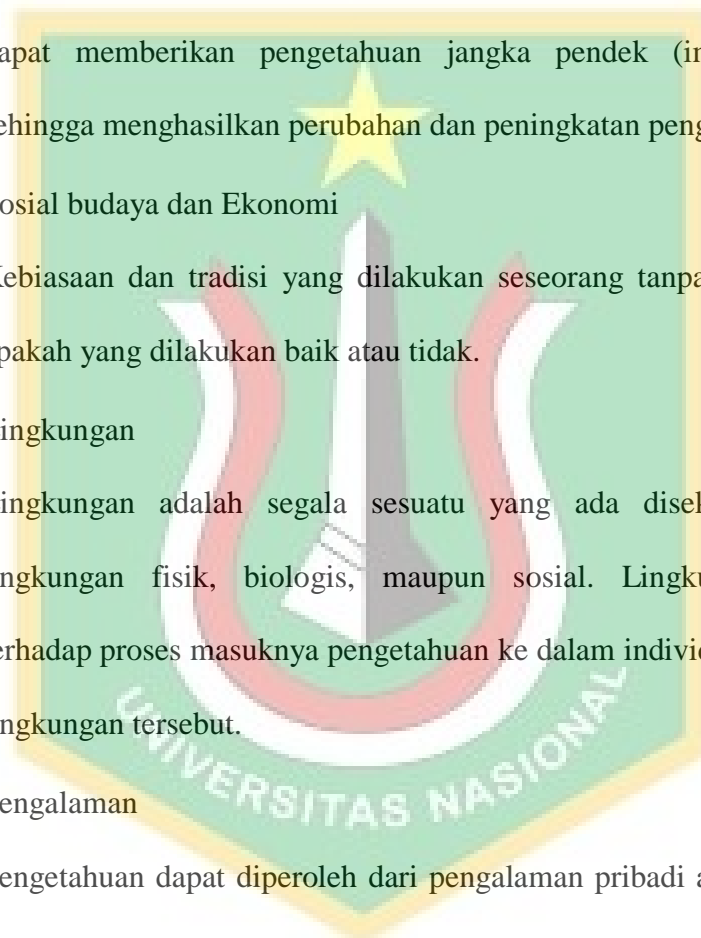 apat memberikan pengetahuan jangka pendek (in
ehingga menghasilkan perubahan dan peningkatan peng
osial budaya dan Ekonomi
Kebiasaan dan tradisi yang dilakukan seseorang tanpa
pakah yang dilakukan baik atau tidak.
ingkungan
ingkungan adalah segala sesuatu yang ada disek
ngkungan fisik, biologis, maupun sosial. Lingku
erhadap proses masuknya pengetahuan ke dalam individ
ngkungan tersebut.
UNIVERSITAS NASIONAL
engalaman
engetahuan dapat diperoleh dari pengalaman pribadi a